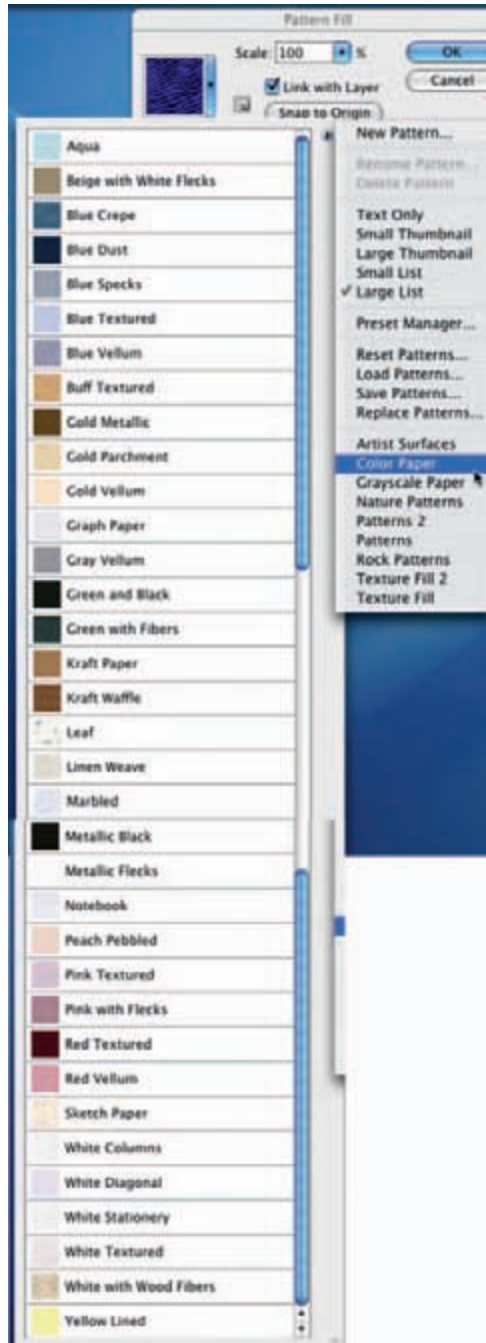 Pattern Fill
Scale: 100 %
OK
Link with Layer
Cancel
Snap to Origin
Aqua
Beige with White Flecks
Blue Crepe
Blue Dust
Blue Specks
Blue Textured
Blue Vellum
Buff Textured
Gold Metallic
Gold Parchment
Gold Vellum
Graph Paper
Gray Vellum
Green and Black
Green with Fibers
Kraft Paper
Kraft Waffle
Leaf
Linen Weave
Marbled
Metallic Black
Metallic Flecks
Notebook
Peach Pebbled
Pink Textured
Pink with Flecks
Red Textured
Red Vellum
Sketch Paper
White Columns
White Diagonal
White Stationery
White Textured
White with Wood Fibers
Yellow Lined
New Pattern...
Rename Pattern...
Delete Pattern
Text Only
Small Thumbnail
Large Thumbnail
Small List
✓ Large List
Preset Manager...
Reset Patterns...
Load Patterns...
Save Patterns...
Replace Patterns...
Artist Surfaces
Color Paper
Grayscale Paper
Nature Patterns
Patterns 2
Patterns
Rock Patterns
Texture Fill 2
Texture Fill